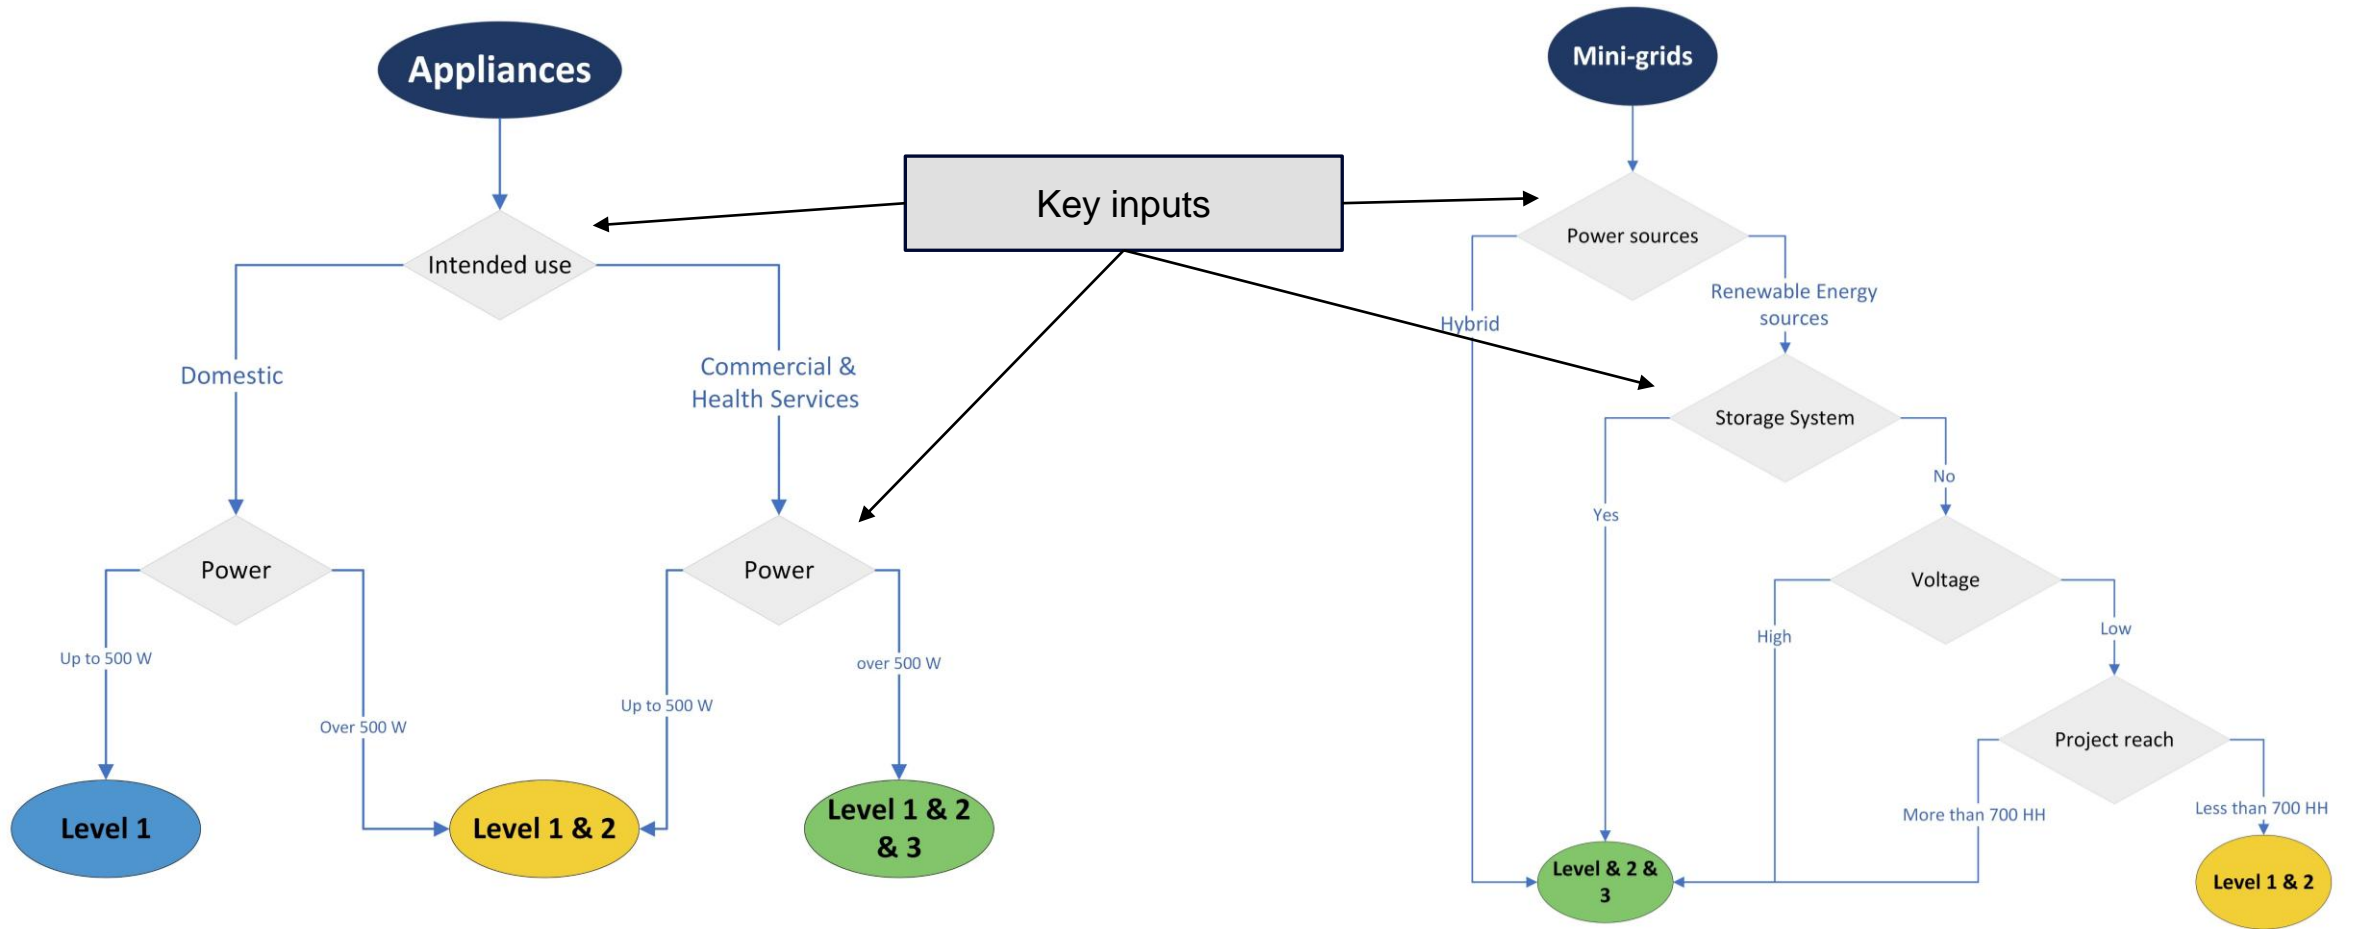 Appliances
Intended use
Domestic
Commercial &
Health Services
Power
Power
Up to 500 W
Over 500 W
Up to 500 W
over 500 W
Level 1
Level 1 & 2
Level 1 & 2
& 3
Key inputs
Mini-grids
Power sources
Hybrid
Renewable Energy
sources
Storage System
Yes
No
Voltage
High
Low
Project reach
More than 700 HH
Less than 700 HH
Level & 2 &
3
Level 1 & 2